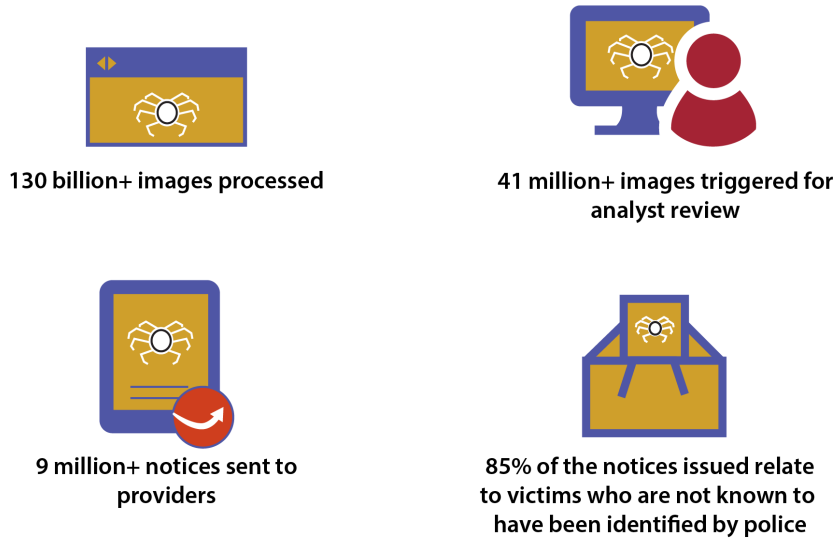 130 billion+ images processed
41 million+ images triggered for
analyst review
9 million+ notices sent to
providers
85% of the notices issued relate
to victims who are not known to
have been identified by police